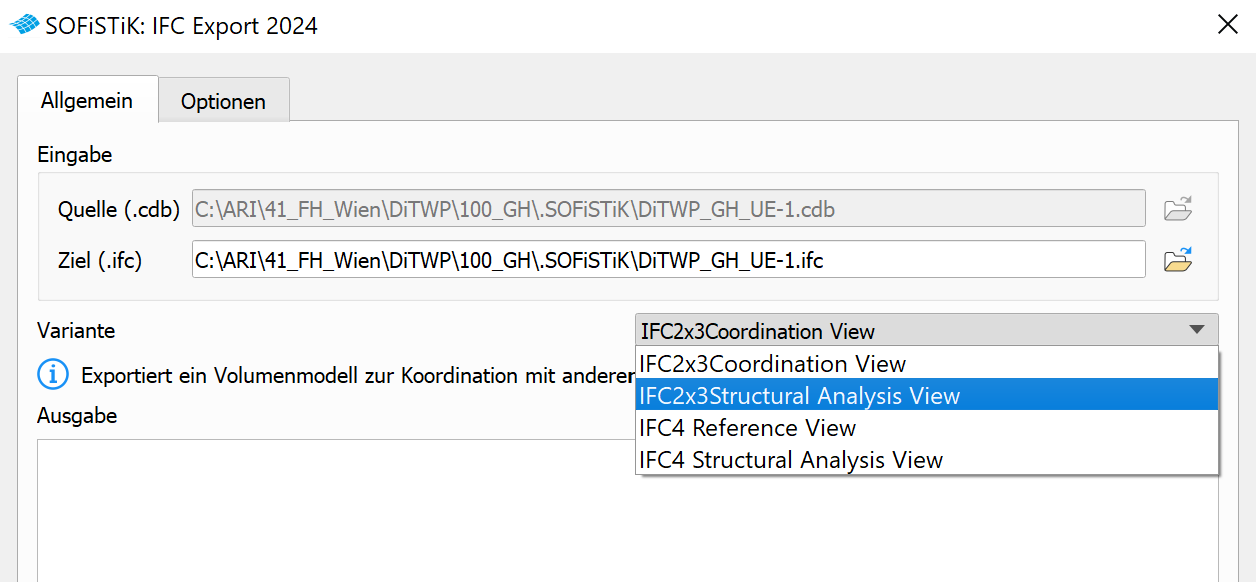 SOFiSTiK: IFC Export 2024
Allgemein
Optionen
Eingabe
Quelle (.cdb)
C:\ARI\41_FH_Wien\DiTWP\100_GH\.SOFiSTiK\DiTWP_GH_UE-1.cdb
Ziel (.ifc)
C:\ARI\41_FH_Wien\DiTWP\100_GH\.SOFiSTiK\DiTWP_GH_UE-1.ifc
Variante
IFC2x3Coordination View
IFC2x3Coordination View
Exportiert ein Volumenmodell zur Koordination mit anderen
IFC2x3Structural Analysis View
Ausgabe
IFC4 Reference View
IFC4 Structural Analysis View